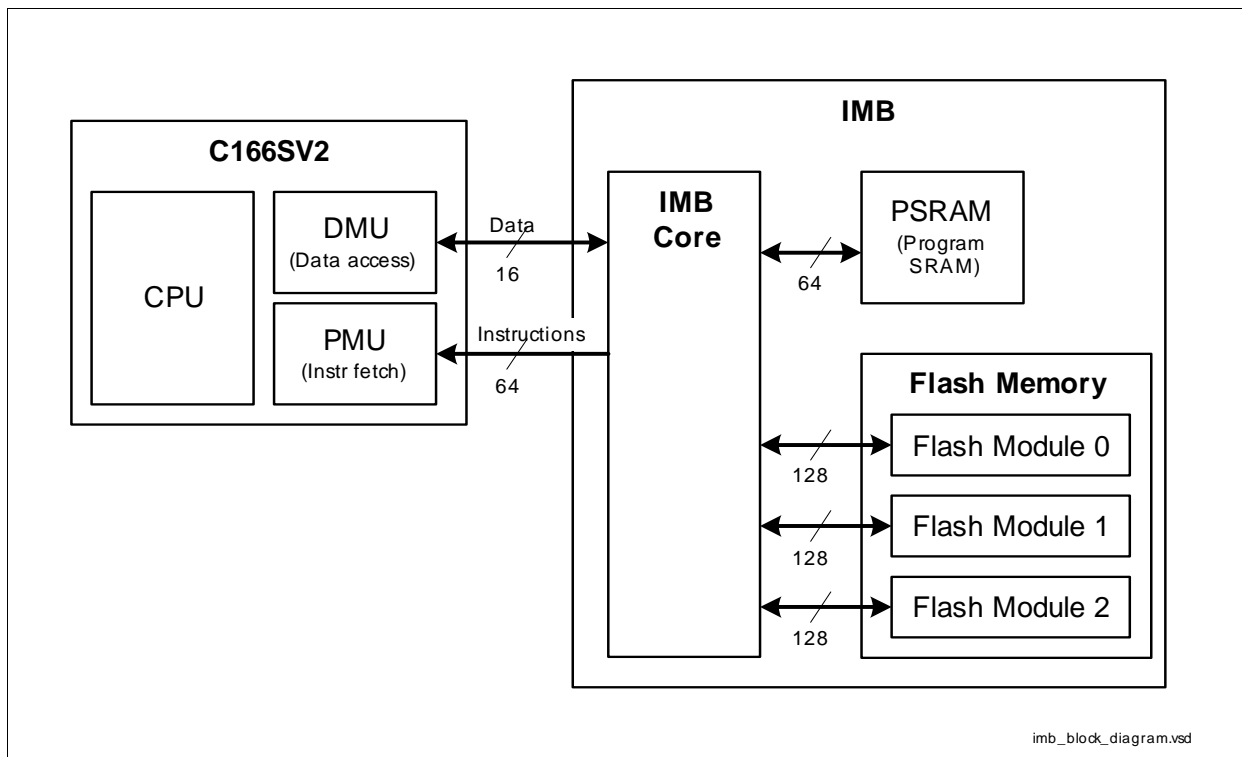 IMB
C166SV2
CPU
DMU
(Data access)
PMU
(Instr fetch)
Data
16
Instructions
64
IMB
Core
64
PSRAM
(Program
SRAM)
Flash Memory
128
Flash Module 0
128
Flash Module 1
128
Flash Module 2
imb_block_diagram.vsd